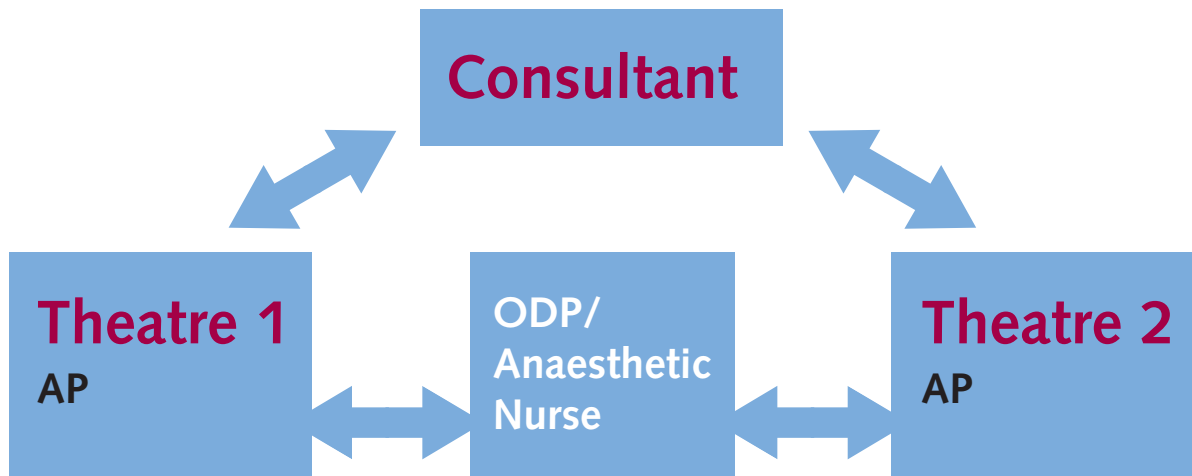 Consultant
Theatre 1
AP
ODP/
Anaesthetic
Nurse
Theatre 2
AP